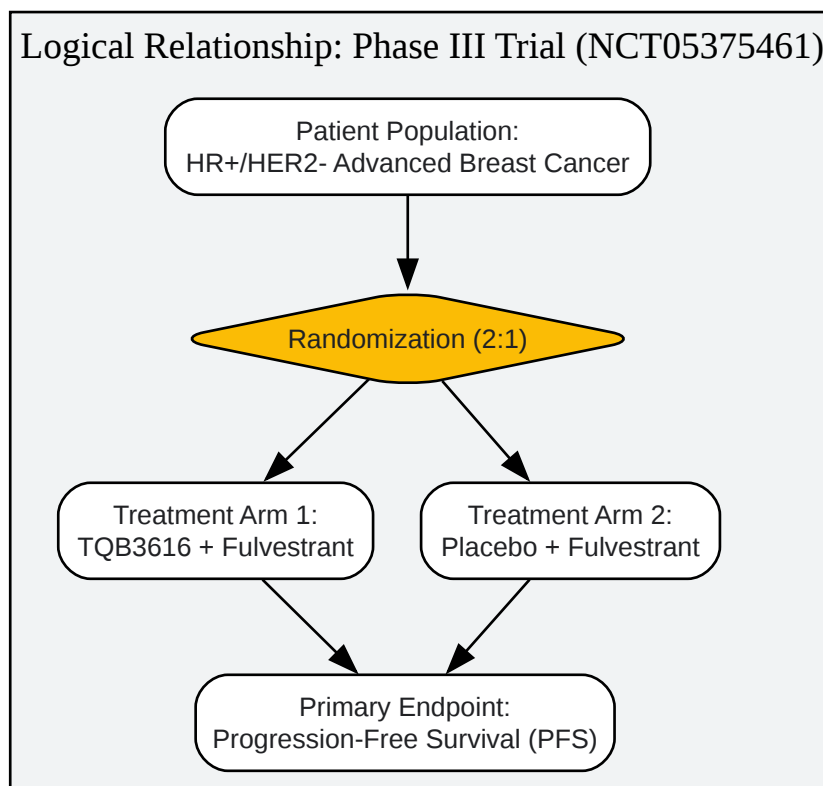 Logical Relationship: Phase III Trial (NCT05375461)
Patient Population:
HR+/HER2- Advanced Breast Cancer
Randomization (2:1)
Treatment Arm 1:
TQB3616 + Fulvestrant
Treatment Arm 2:
Placebo + Fulvestrant
Primary Endpoint:
Progression-Free Survival (PFS)